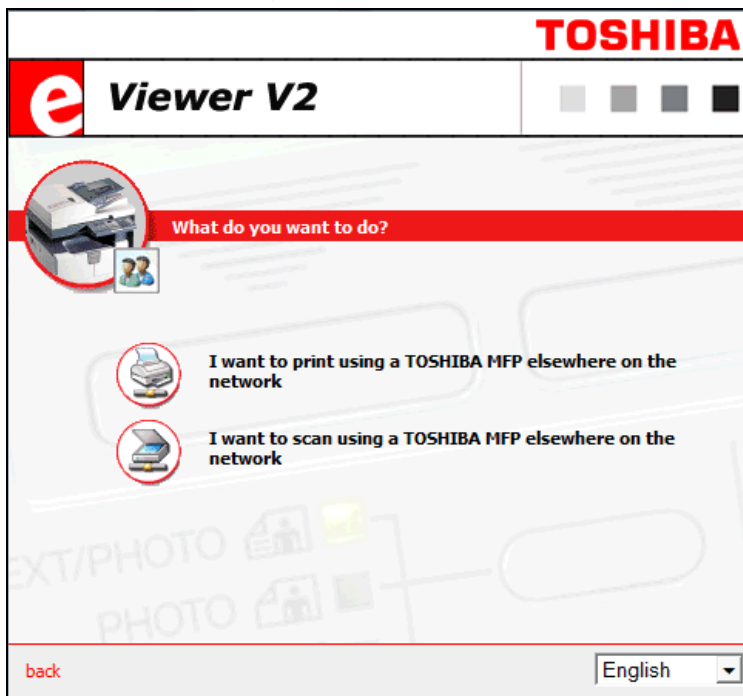 TOSHIBA
e Viewer V2
What do you want to do?
I want to print using a TOSHIBA MFP elsewhere on the
network
I want to scan using a TOSHIBA MFP elsewhere on the
network
EXT/PHOTO
PHOTO
back
English